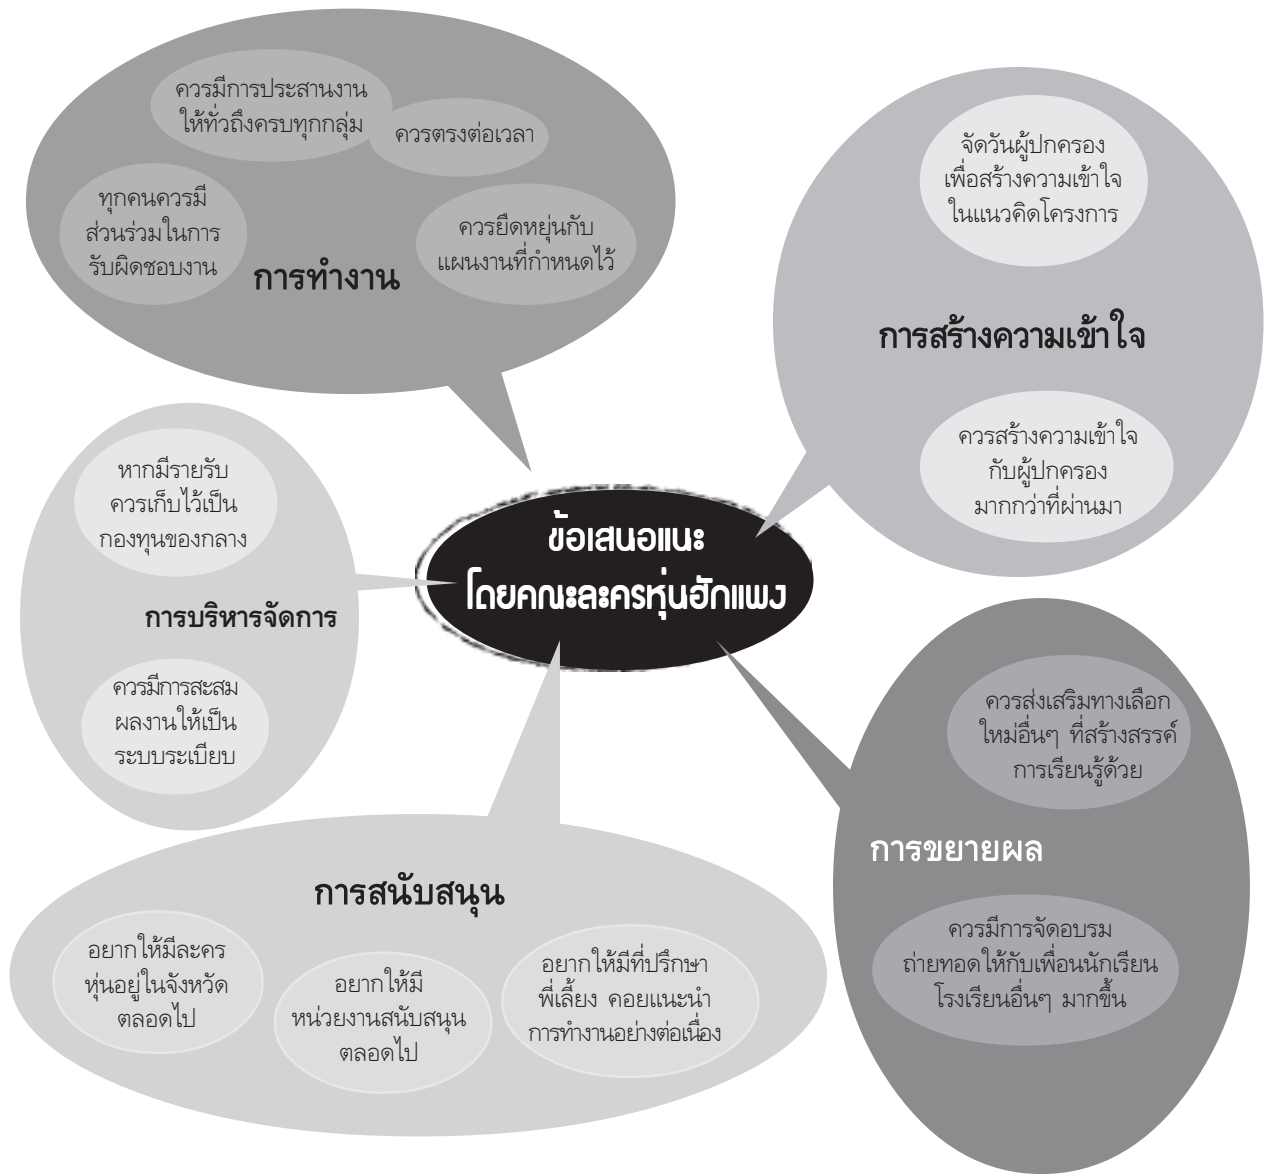 ควรมีการประสานงาน
ให้ทั่วถึงครบทุกกลุ่ม
ควรตรงต่อเวลา
ทุกคนควรมี
ส่วนร่วมในการ
รับผิดชอบงาน
ควรยืดหยุ่นกับ
แผนงานที่กำหนดไว้
การทำงาน
จัดวันผู้ปกครอง
เพื่อสร้างความเข้าใจ
ในแนวคิดโครงการ
การสร้างความเข้าใจ
ควรสร้างความเข้าใจ
กับผู้ปกครอง
มากกว่าที่ผ่านมา
หากมีรายรับ
ควรเก็บไว้เป็น
กองทุนของกลาง
การบริหารจัดการ
ควรมีการสะสม
ผลงานให้เป็น
ระบบระเบียบ
ข้อเสนอแนะ
โดยคณะละครหุ่นฮักแพง
ควรส่งเสริมทางเลือก
ใหม่อื่นๆ ที่สร้างสรรค์
การเรียนรู้ด้วย
การขยายผล
ควรมีการจัดอบรม
ถ่ายทอดให้กับเพื่อนนักเรียน
โรงเรียนอื่นๆ มากขึ้น
การสนับสนุน
อยากให้มีละคร
หุ่นอยู่ในจังหวัด
ตลอดไป
อยากให้มี
หน่วยงานสนับสนุน
ตลอดไป
อยากให้มีที่ปรึกษา
พี่เลี้ยง คอยแนะนำ
การทำงานอย่างต่อเนื่อง